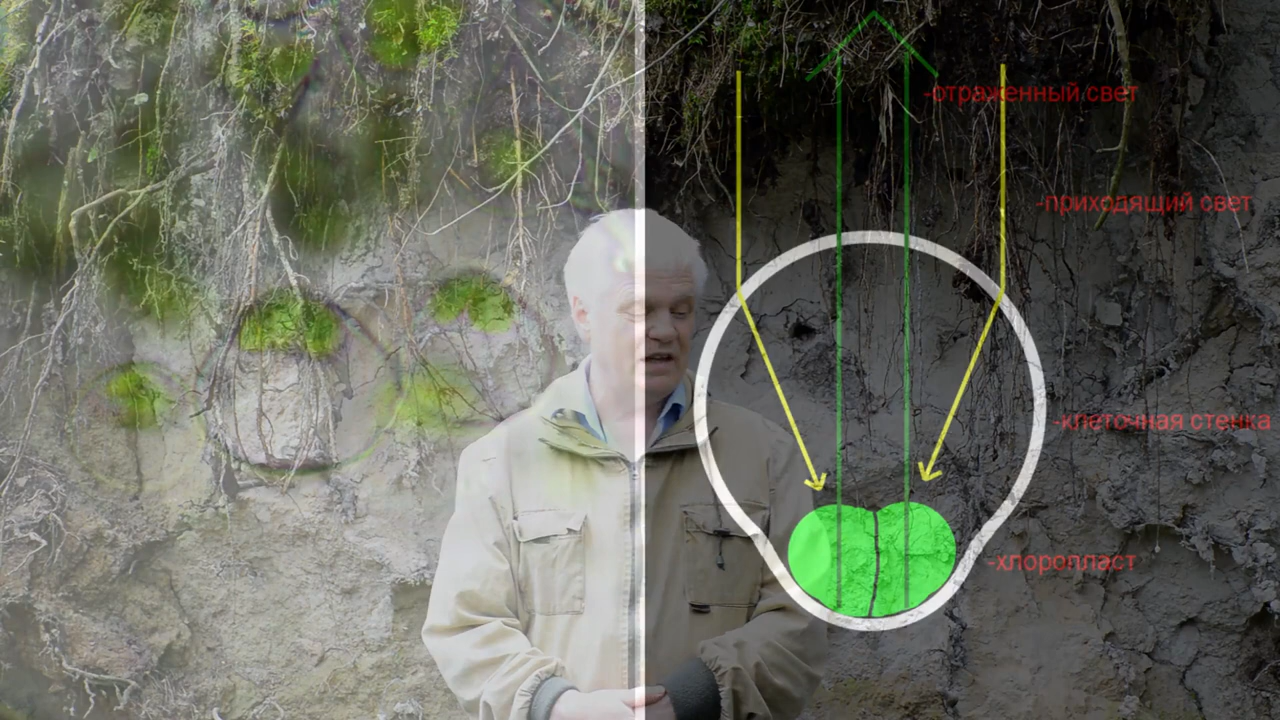 -отраженный свет
-приходящий свет
-клеточная стенка
-хлоропласт